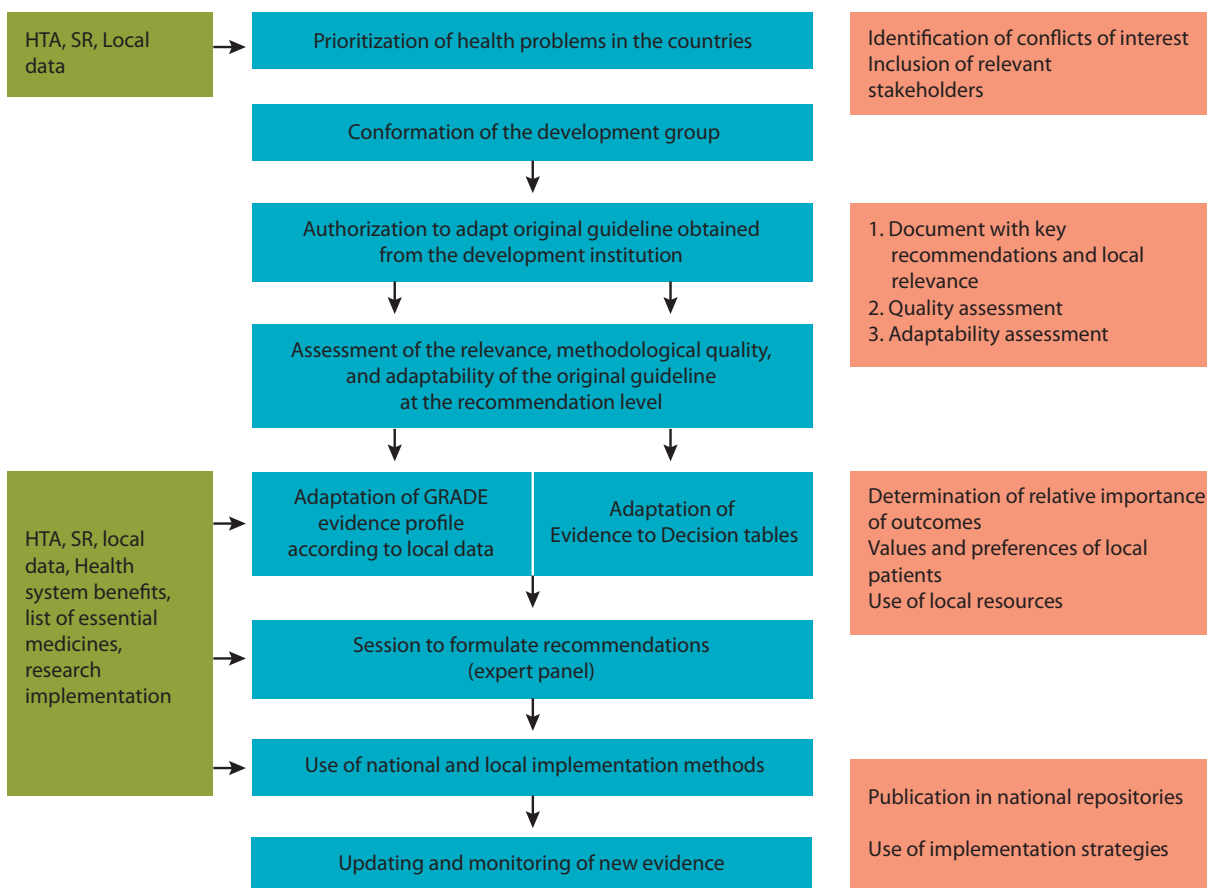 HTA, SR, Local
data
Prioritization of health problems in the countries
Identification of conflicts of interest
Inclusion of relevant
stakeholders
Conformation of the development group
Authorization to adapt original guideline obtained
from the development institution
1. Document with key
recommendations and local
relevance
2. Quality assessment
3. Adaptability assessment
Assessment of the relevance, methodological quality,
and adaptability of the original guideline
at the recommendation level
HTA, SR, local
data, Health
system benefits,
list of essential
medicines,
research
implementation
Adaptation of GRADE
evidence profile
according to local data
Adaptation of
Evidence to Decision tables
Determination of relative importance
of outcomes
Values and preferences of local
patients
Use of local resources
Session to formulate recommendations
(expert panel)
Use of national and local implementation methods
Publication in national repositories
Use of implementation strategies
Updating and monitoring of new evidence